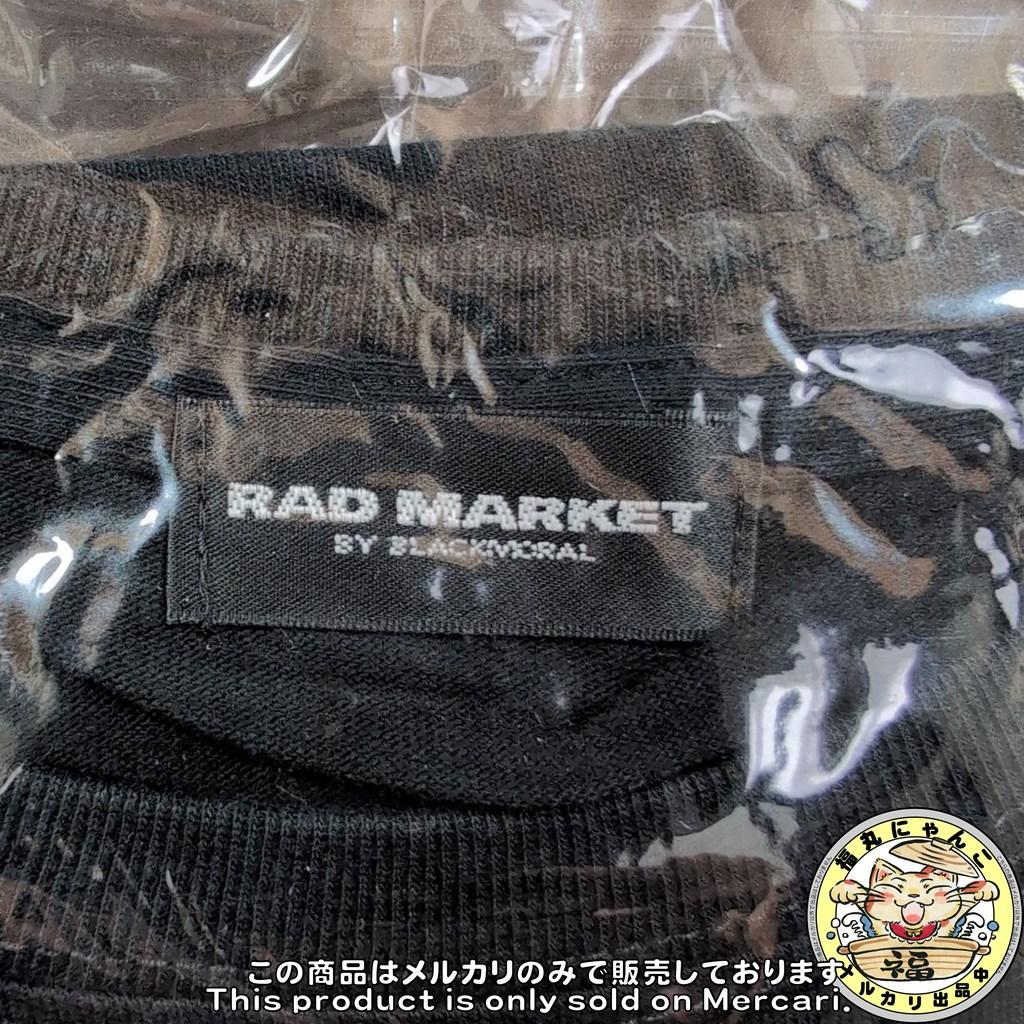 RAD MARKET
BY BLACKMORAL
福丸にゃんこ
福
メルカリ出品中
この商品はメルカリのみで販売しております。
This product is only sold on Mercari.